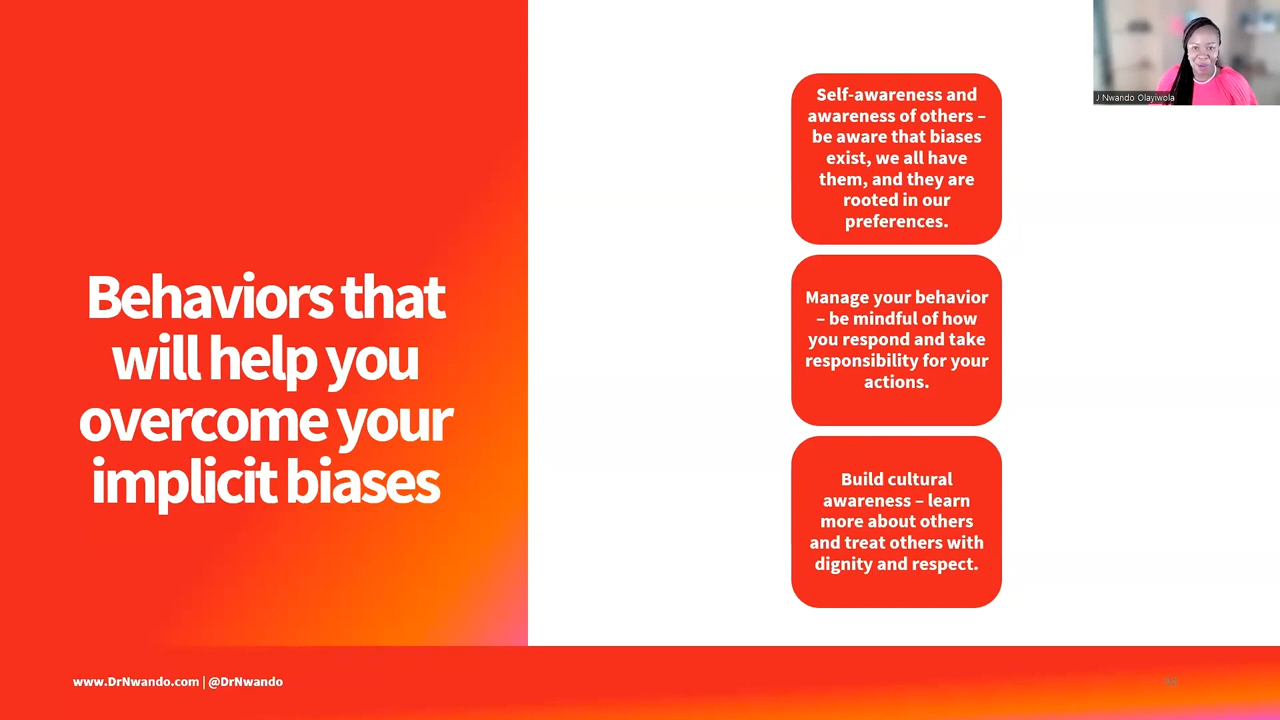 Behaviors that
will help you
overcome your
implicit biases
Self-awareness and
awareness of others –
be aware that biases
exist, we all have
them, and they are
rooted in our
preferences.
Manage your behavior
– be mindful of how
you respond and take
responsibility for your
actions.
Build cultural
awareness – learn
more about others
and treat others with
dignity and respect.
J Nwando Olayiwola
www.DrNwando.com | @DrNwando